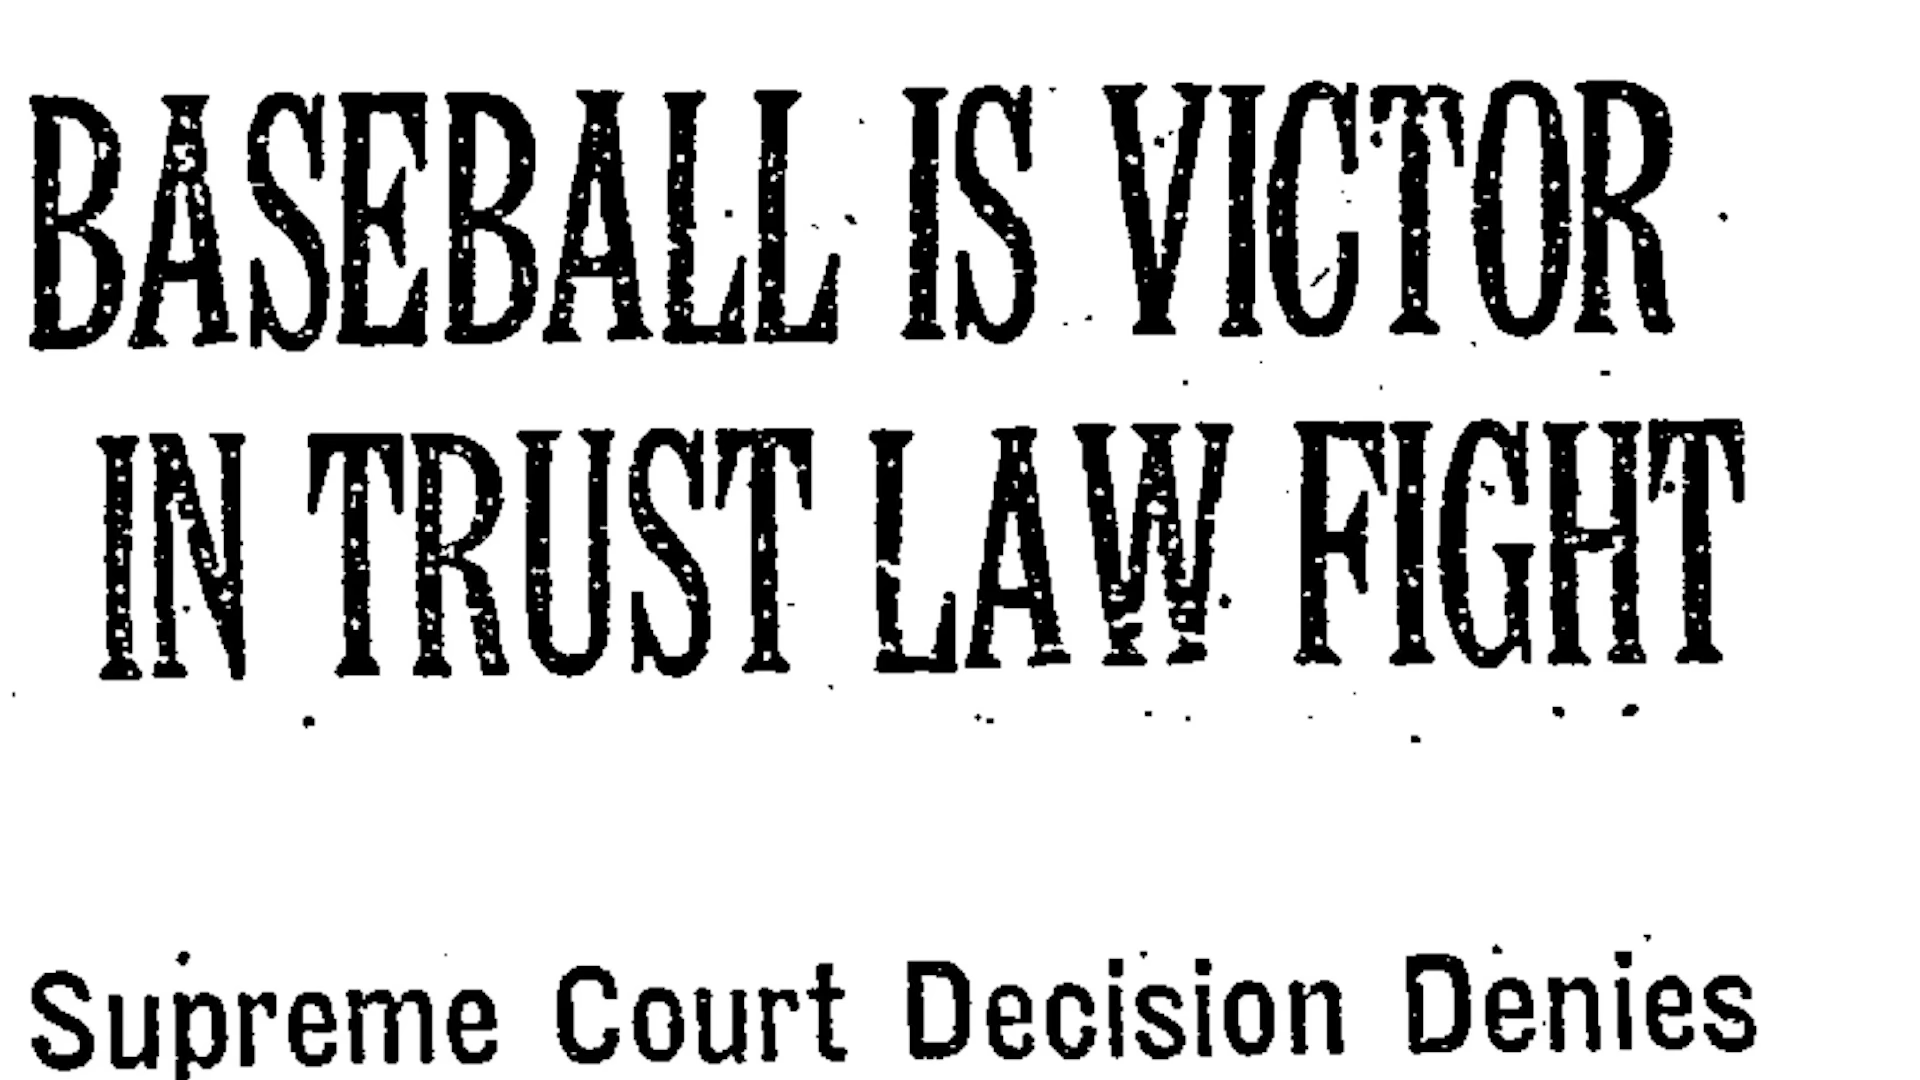 BASEBALL IS VICTOR
IN TRUST LAW FIGHT
Supreme Court Decision Denies